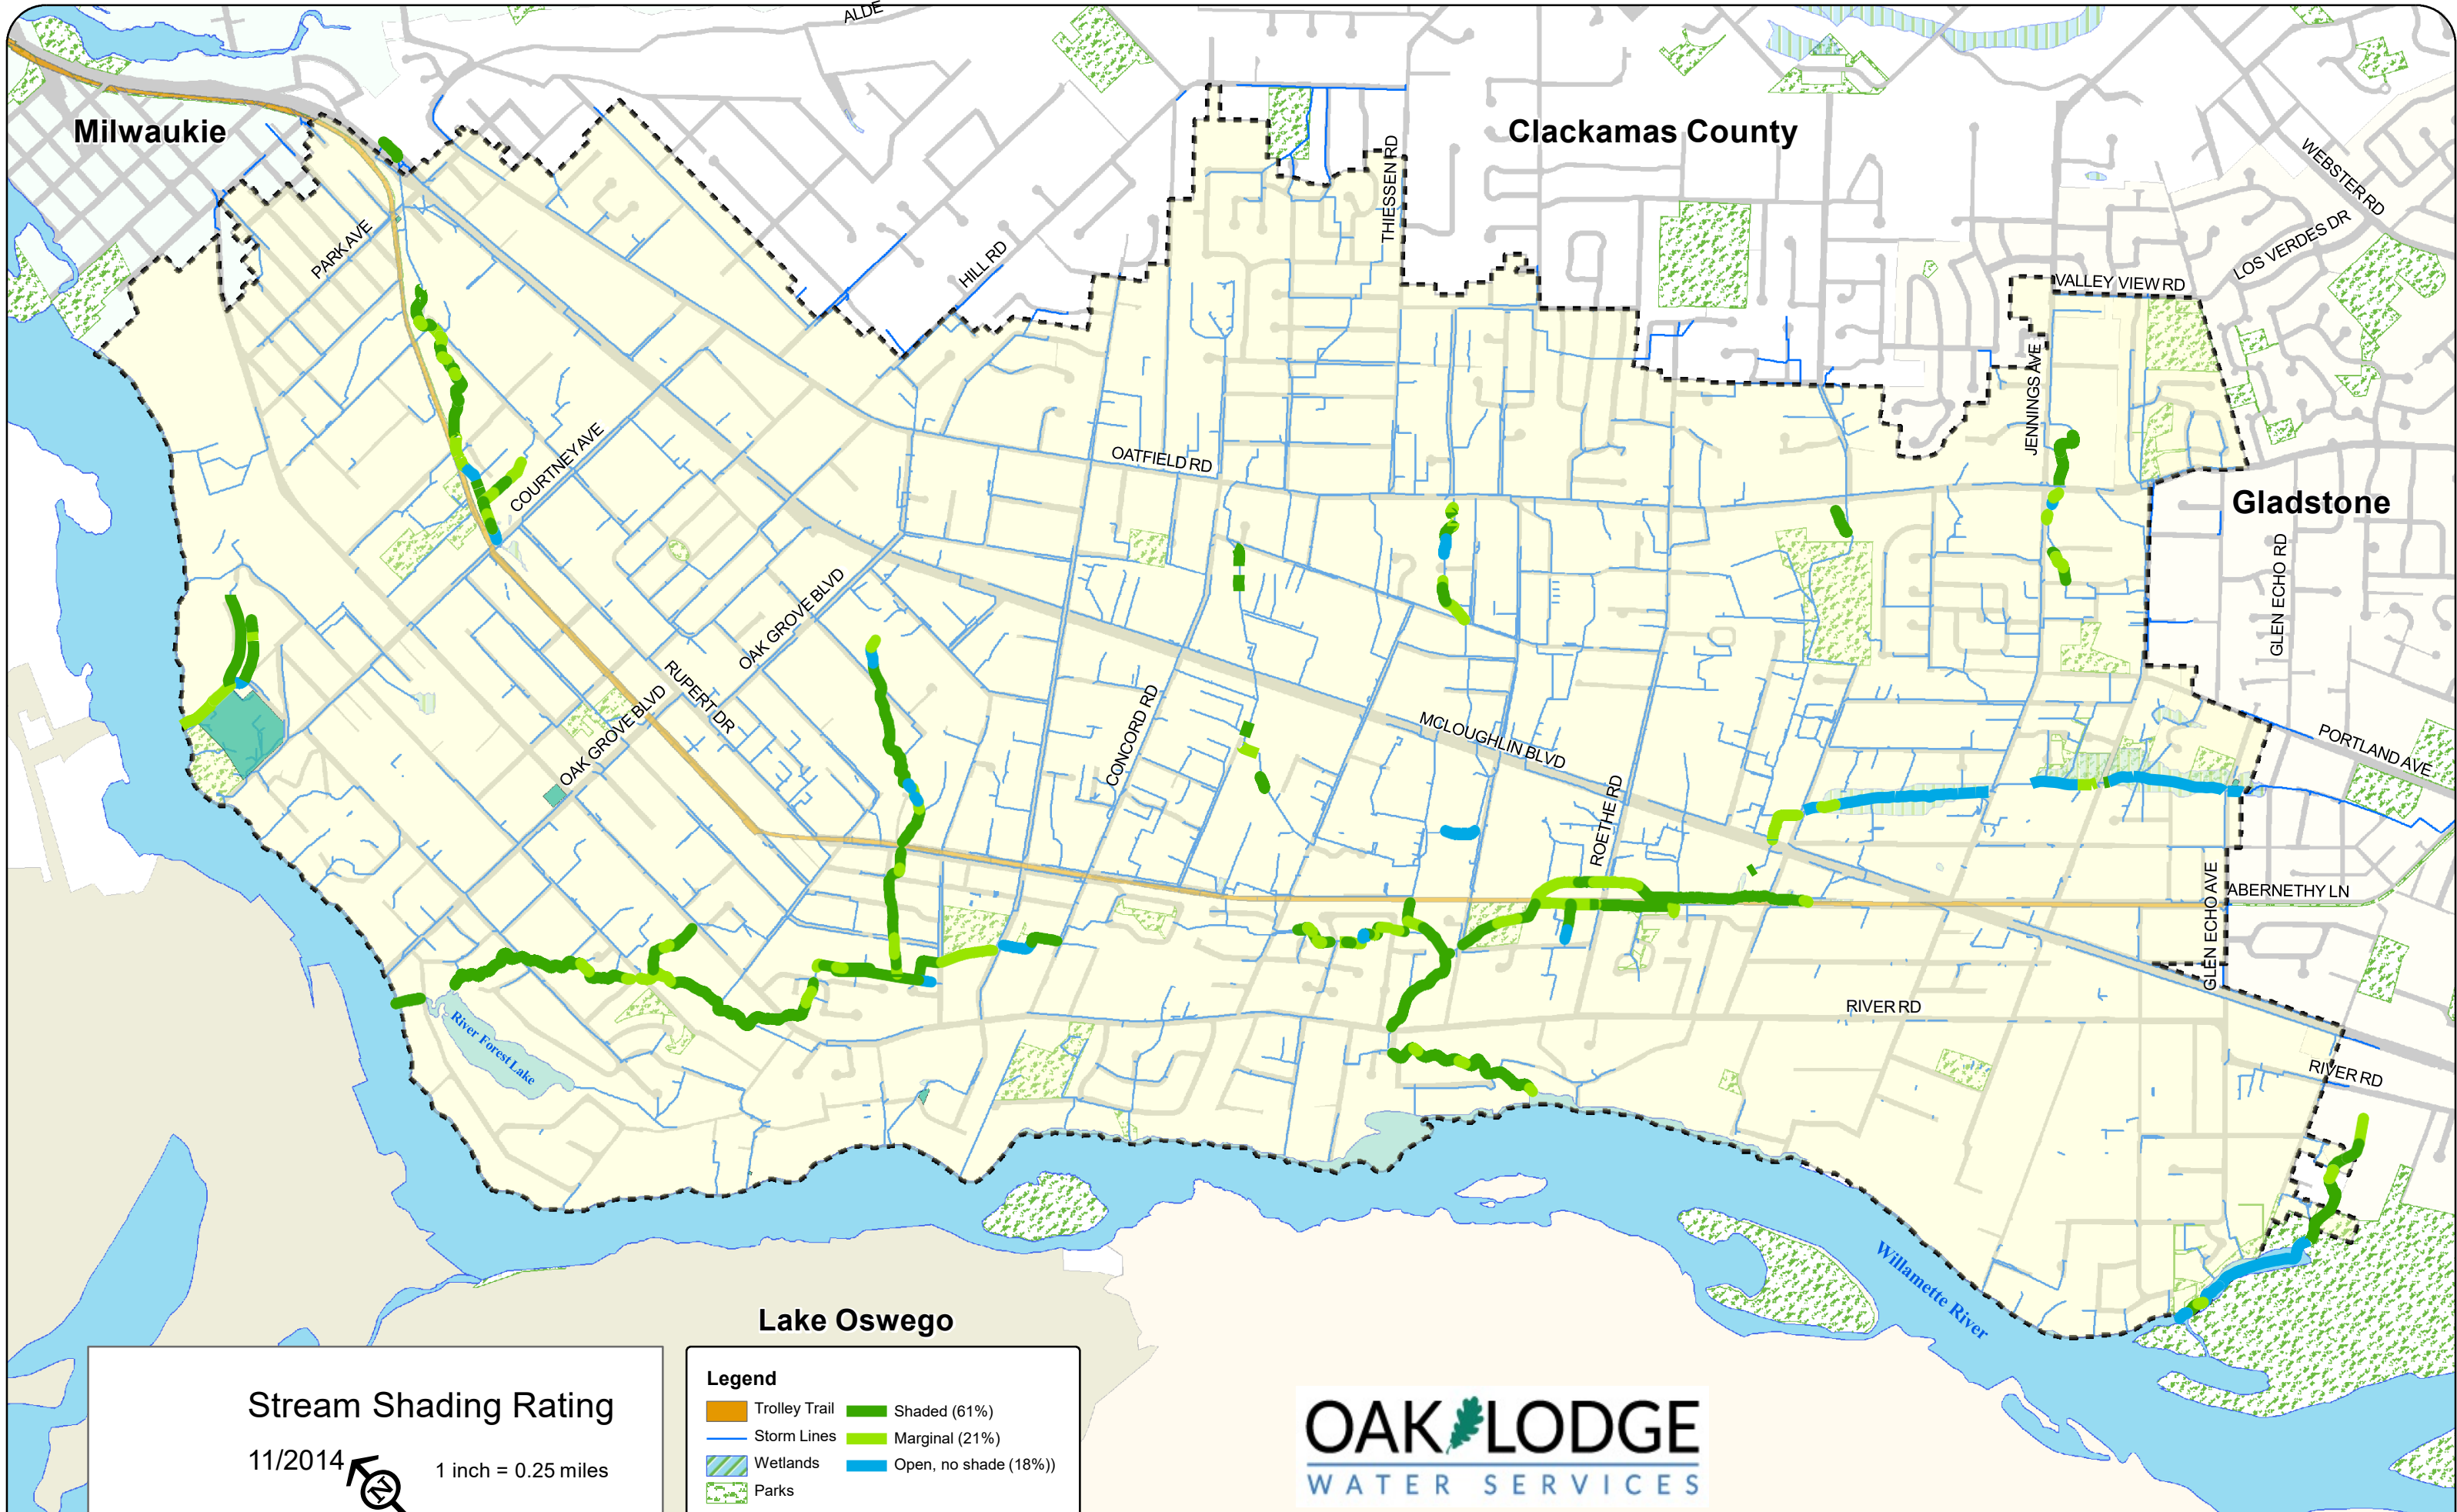 ALDE
Milwaukie
Clackamas County
THIESSEN RD
WEBSTER RD
PARK AVE
HILL RD
LOS VERDES DR
VALLEY VIEW RD
JENNINGS AVE
COURTNEY AVE
OATFIELD RD
Gladstone
GLEN ECHO RD
OAK GROVE BLVD
RUPERT DR
OAK GROVE BLVD
CONCORD RD
MCLOUGHLIN BLVD
PORTLAND AVE
ROETHE RD
ABERNETHY LN
GLEN ECHO AVE
RIVER RD
River Forest Lake
RIVER RD
Willamette River
Lake Oswego
Stream Shading Rating
11/2014
N
1 inch = 0.25 miles
Legend
Trolley Trail
Storm Lines
Wetlands
Parks
Shaded (61%)
Marginal (21%)
Open, no shade (18%))
OAK LODGE
WATER SERVICES